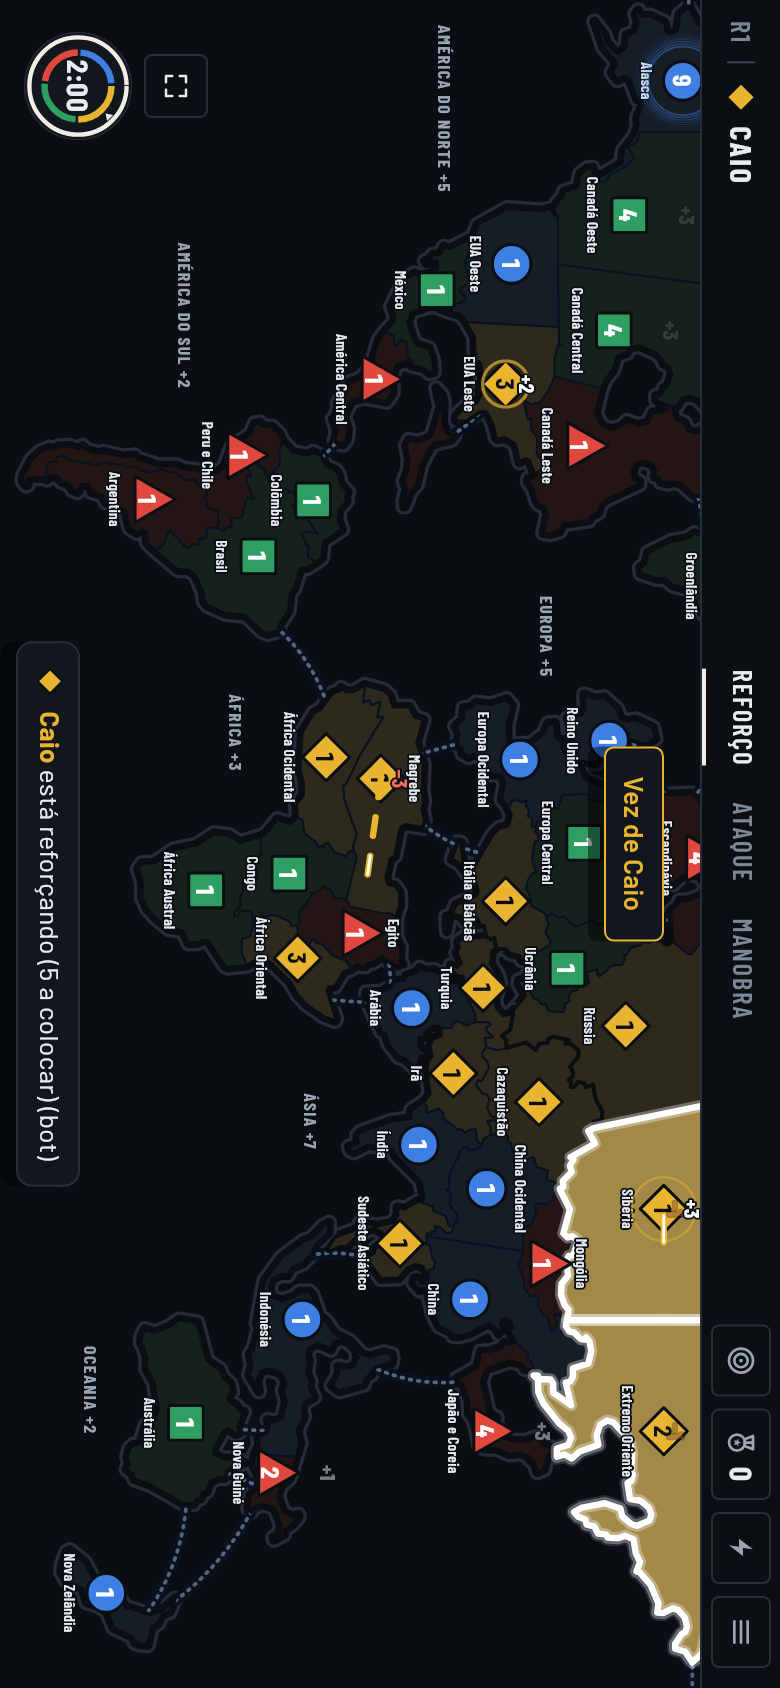 R1
CAIO
REFORÇO
ATAQUE
MANOBRA
0
9
Alasca
4
Canadá Oeste
+3
4
Canadá Central
+3
1
EUA Oeste
1
México
3
+2
EUA Leste
1
Canadá Leste
Groenlândia
1
América Central
AMÉRICA DO NORTE +5
AMÉRICA DO SUL +2
1
Peru e Chile
1
Colômbia
1
Argentina
1
Brasil
EUROPA +5
1
Reino Unido
1
Europa Ocidental
1
Europa Central
4
Escandinávia
1
Itália e Bálcãs
1
Ucrânia
1
Rússia
Vez de Caio
ÁFRICA +3
1
África Ocidental
-3
Magrebe
1
Egito
1
Congo
1
África Austral
3
África Oriental
1
Turquia
1
Arábia
1
Irã
1
Cazaquistão
ÁSIA +7
1
Índia
1
China Ocidental
1
Sibéria
+3
1
Mongólia
1
Sudeste Asiático
1
China
2
Extremo Oriente
4
Japão e Coreia
+3
1
Indonésia
OCEANIA +2
1
Austrália
2
Nova Guiné
+1
1
Nova Zelândia
2:00
Caio está reforçando (5 a colocar) (bot)